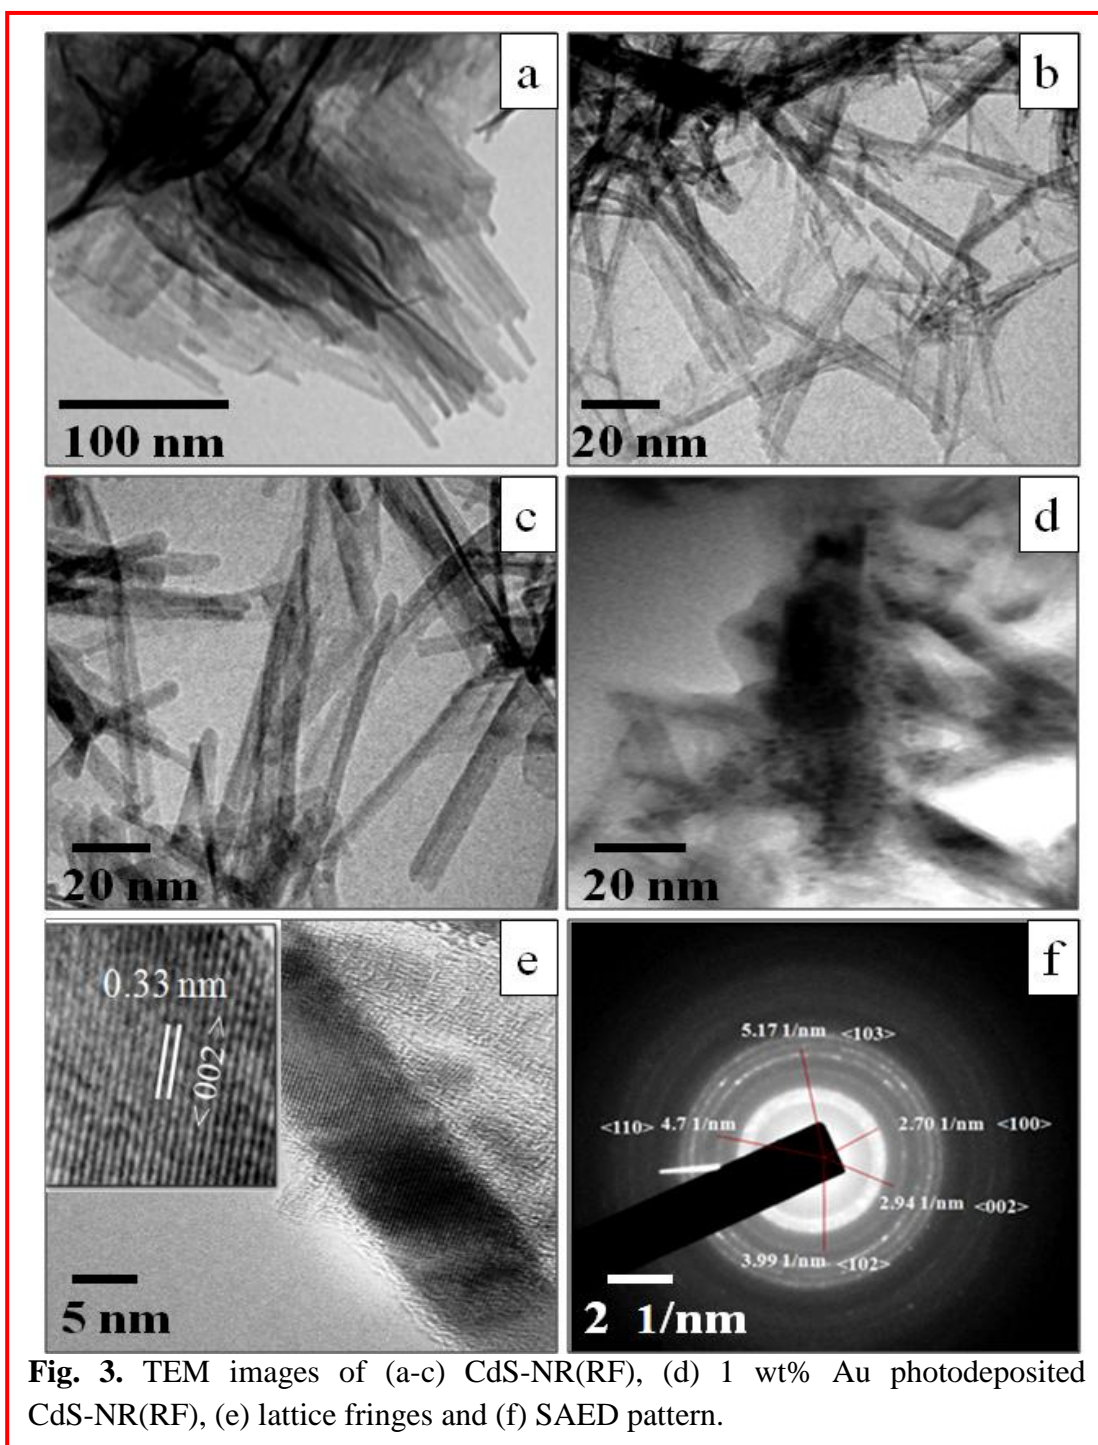 a
b
100 nm
20 nm
c
d
20 nm
20 nm
e
0.33 nm
<002 >
5 nm
f
5.17 1/nm <103>
<110> 4.7 1/nm
2.70 1/nm <100>
2.94 1/nm <002>
3.99 1/nm <102>
2 1/nm
Fig. 3. TEM images of (a-c) CdS-NR(RF), (d) 1 wt% Au photodeposited
CdS-NR(RF), (e) lattice fringes and (f) SAED pattern.